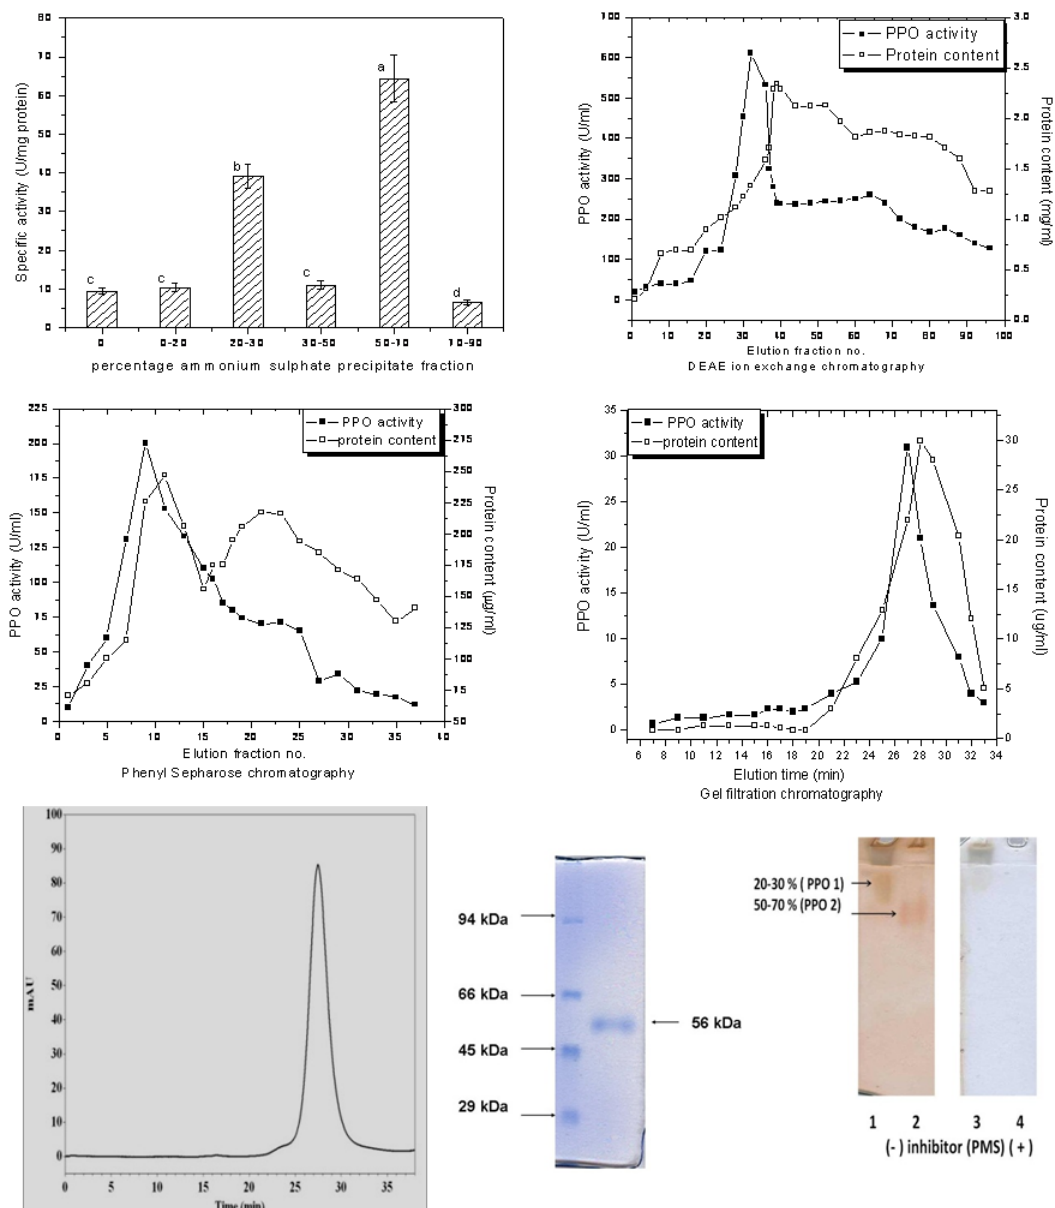 80
70
60
50
40
30
20
10
0
Specific activity (U/mg protein)
c
c
b
c
a
d
0
0-20
20-30
30-50
50-70
70-90
percentage ammonium sulphate precipitate fraction
700
600
500
400
300
200
100
0
PPO activity (U/ml)
PPO activity
Protein content
3.0
2.5
2.0
1.5
1.0
0.5
0.0
Protein content (mg/ml)
0 10 20 30 40 50 60 70 80 90 100
Elution fraction no.
DEAE ion exchange chromatography
225
200
175
150
125
100
75
50
25
0
PPO activity (U/ml)
PPO activity
protein content
300
275
250
225
200
175
150
125
100
75
50
Protein content (µg/ml)
0 5 10 15 20 25 30 35 40
Elution fraction no.
Phenyl Sepharose chromatography
35
30
25
20
15
10
5
0
PPO activity (U/ml)
PPO activity
protein content
30
25
20
15
10
5
0
Protein content (ug/ml)
6 8 10 12 14 16 18 20 22 24 26 28 30 32 34
Elution time (min)
Gel filtration chromatography
100
90
80
70
60
50
40
30
20
10
0
mAU
0 5 10 15 20 25 30 35
Time (min)
94 kDa
66 kDa
45 kDa
29 kDa
56 kDa
20-30 % ( PPO 1)
50-70 % (PPO 2)
1 2 3 4
(-) inhibitor (PMS) (+)